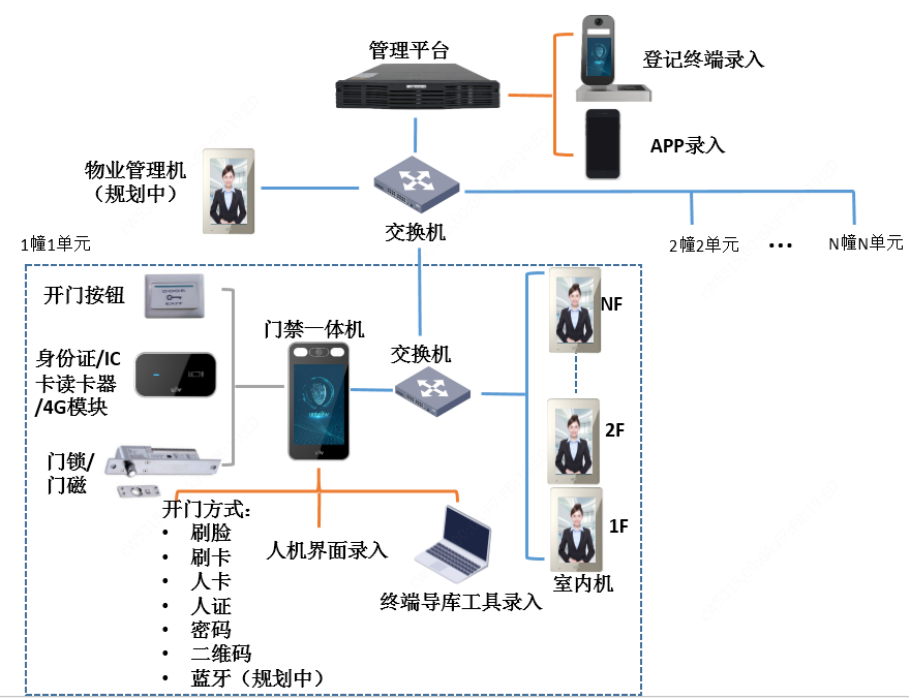 管理平台
登记终端录入
APP录入
物业管理机
（规划中）
交换机
1幢1单元
2幢2单元
•••
N幢N单元
开门按钮
身份证/IC
卡读卡器
/4G模块
门锁/
门磁
门禁一体机
交换机
NF
2F
1F
室内机
开门方式：
• 刷脸
• 刷卡
• 人卡
• 人证
• 密码
• 二维码
• 蓝牙（规划中）
人机界面录入
终端导库工具录入